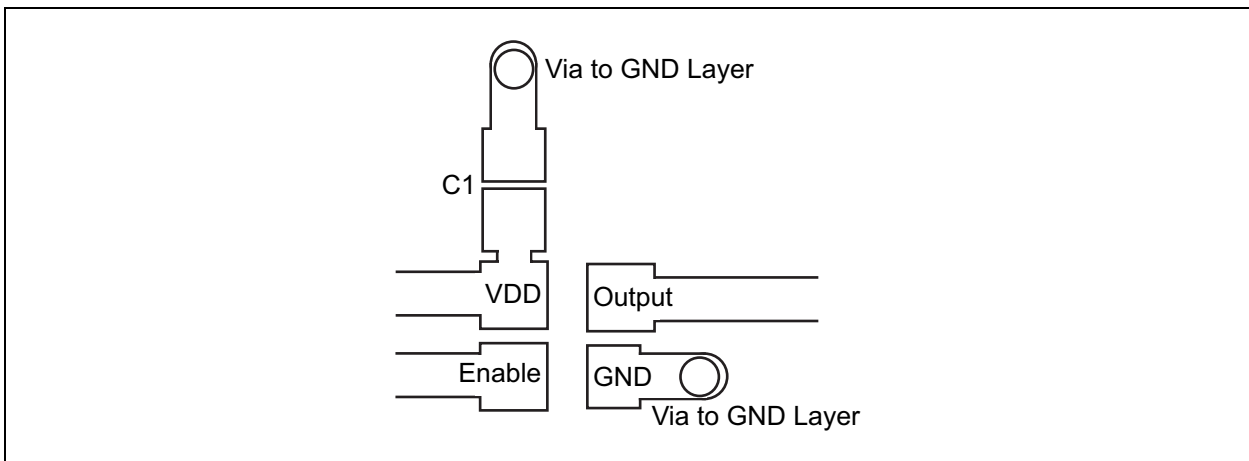 Via to GND Layer
C1
VDD
Output
Enable
GND
Via to GND Layer